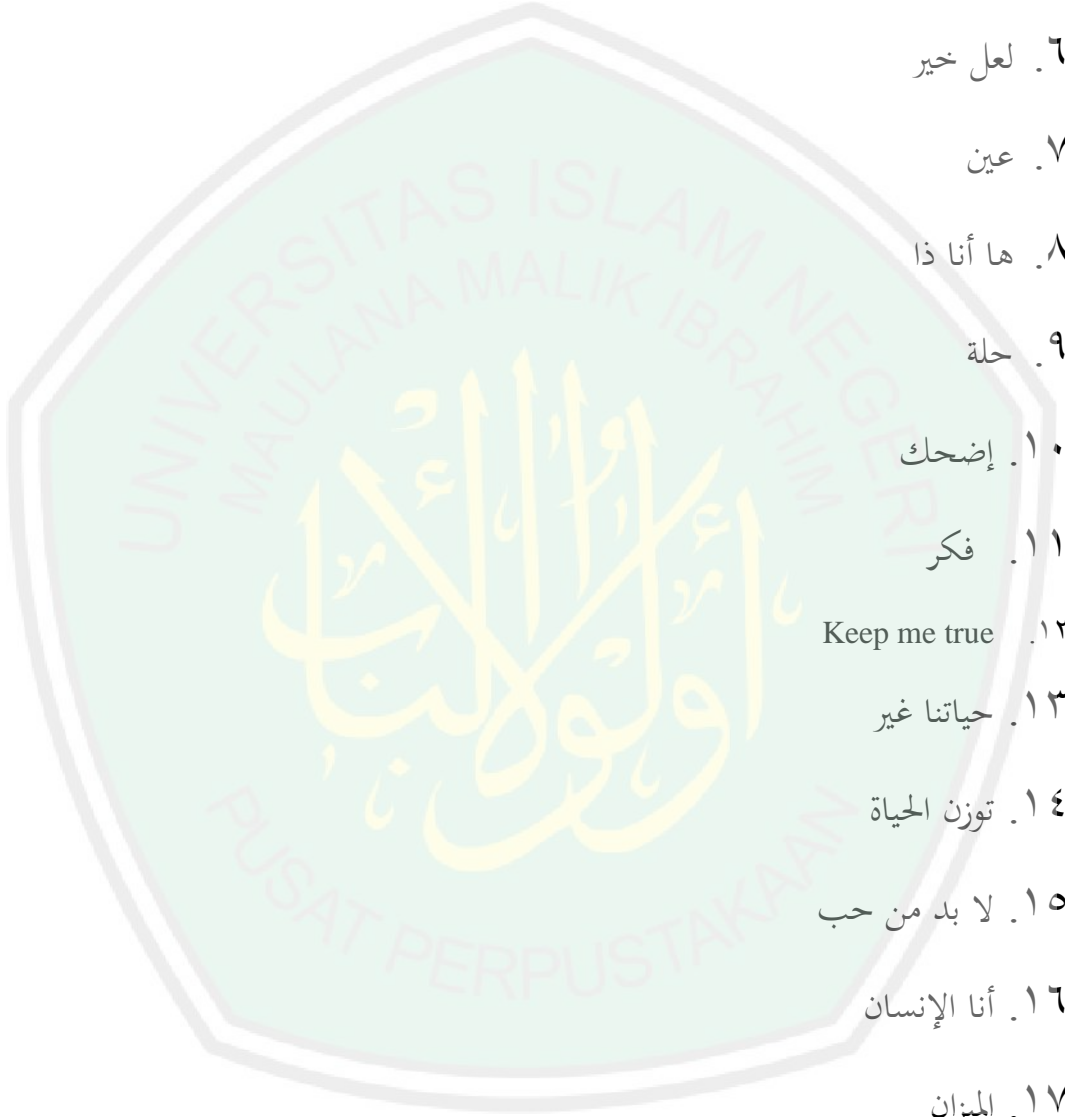 ٦. لعل خير
٧. عين
٨. ها أنا ذا
٩. حلة
١٠. إضحك
١١. فكر
١٢. Keep me true
١٣. حياتنا غير
١٤. توزن الحياة
١٥. لا بد من حب
١٦. أنا الإنسان
١٧. الميزان
UNIVERSITAS ISLAM NEGERI
MAULANA MALIK IBRAHIM
أولو الألباب
PUSAT PERPUSTAKAAN